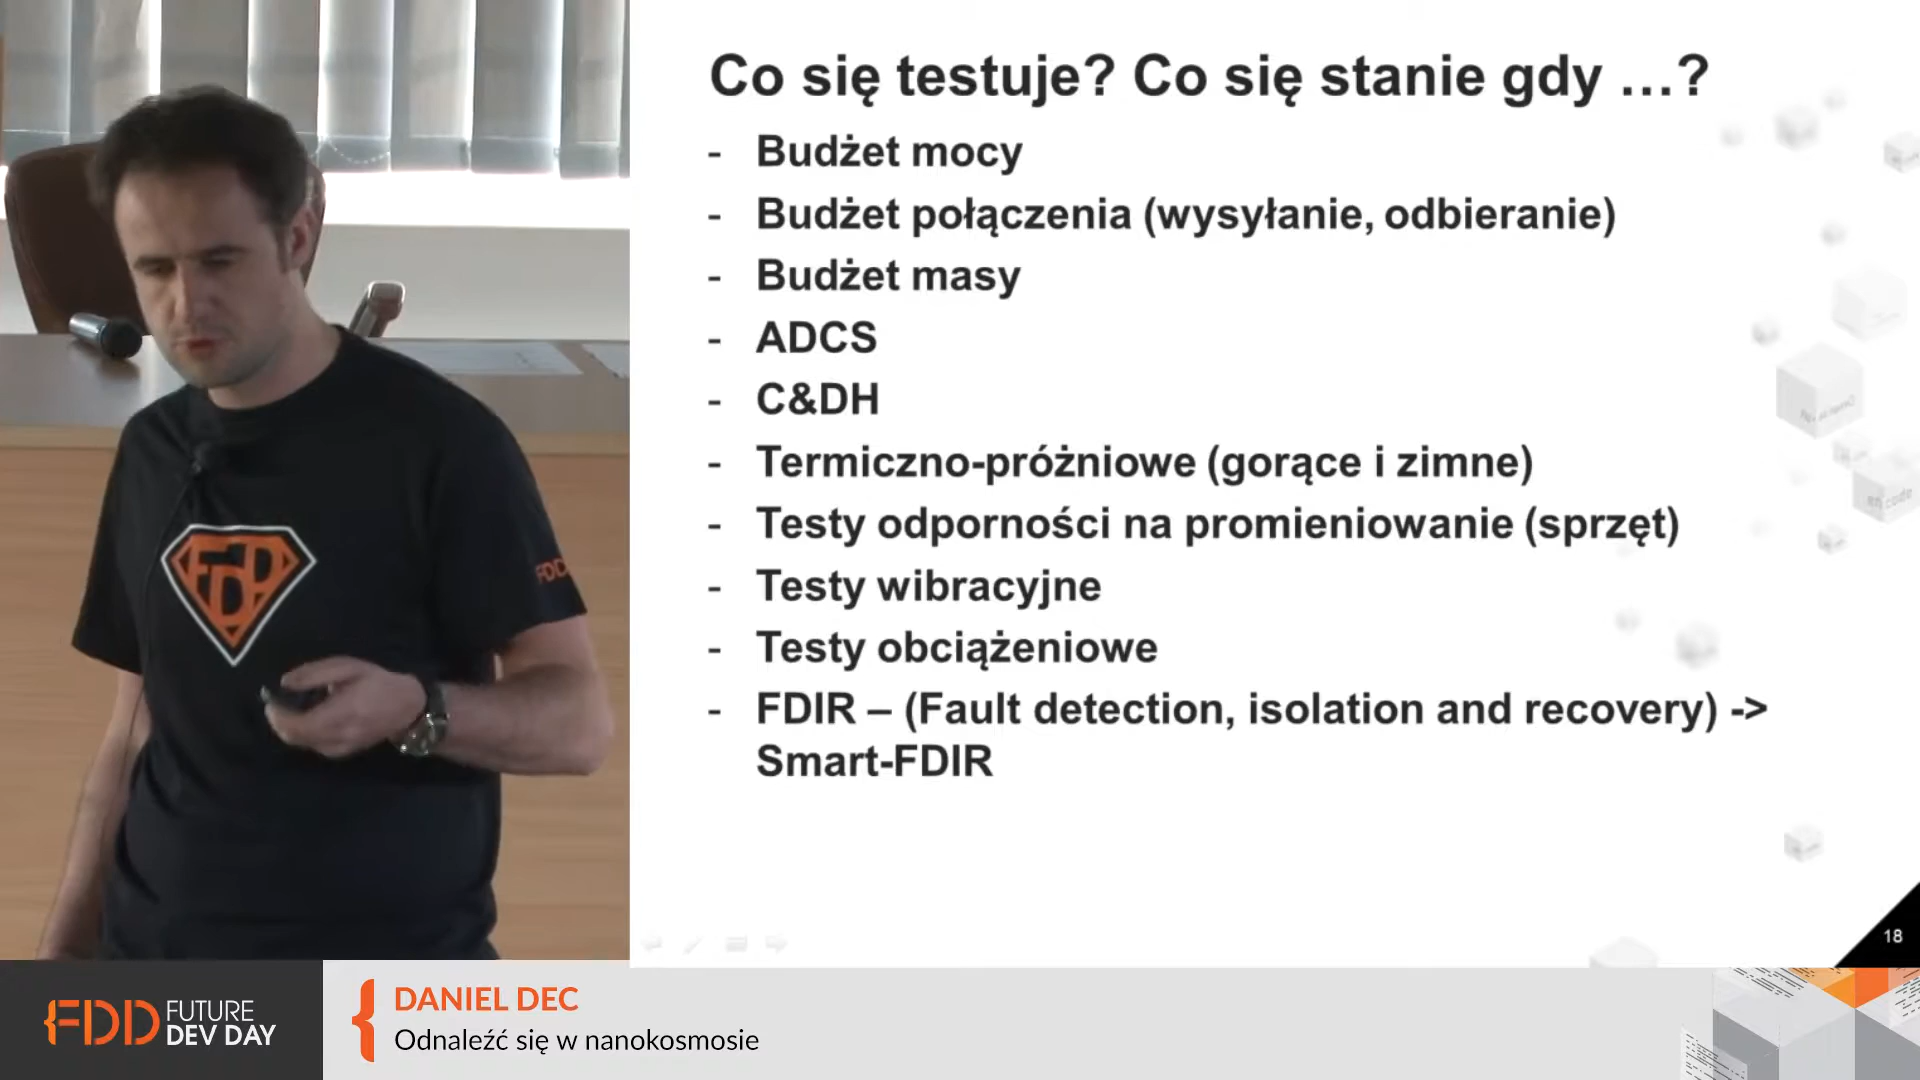 Co się testuje? Co się stanie gdy ...?
- Budżet mocy
- Budżet połączenia (wysyłanie, odbieranie)
- Budżet masy
- ADCS
- C&DH
- Termiczno-próżniowe (gorące i zimne)
- Testy odporności na promieniowanie (sprzęt)
- Testy wibracyjne
- Testy obciążeniowe
- FDIR – (Fault detection, isolation and recovery) ->
Smart-FDIR
18
FDD
FDD FUTURE
DEV DAY
DANIEL DEC
Odnaleźć się w nanokosmosie